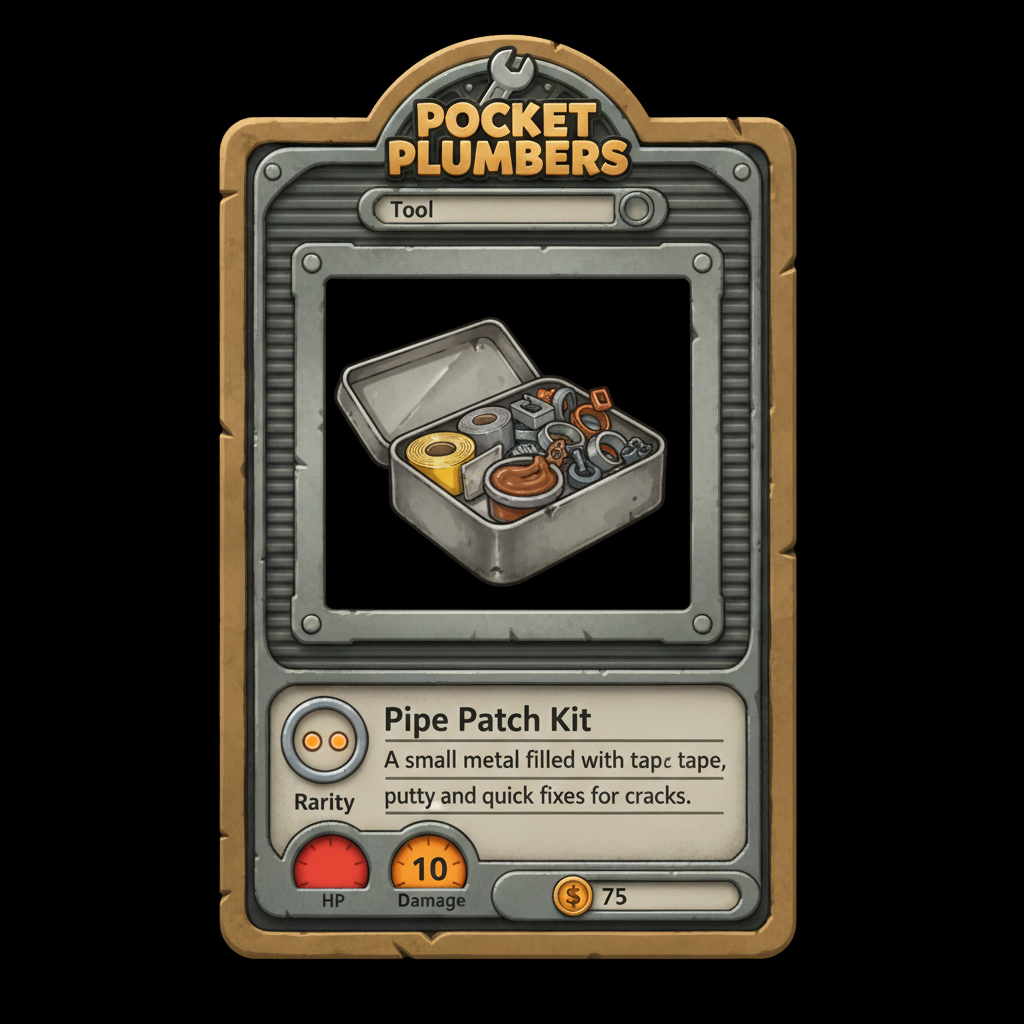 POCKET
PLUMBERS
Tool
Pipe Patch Kit
A small metal filled with tape tape,
putty and quick fixes for cracks.
Rarity
10
HP
Damage
$
75